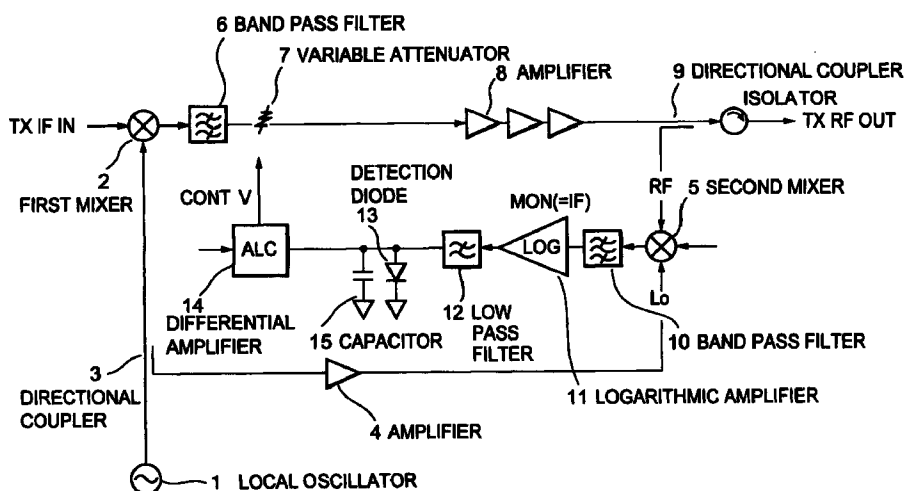 6 BAND PASS FILTER
7 VARIABLE ATTENUATOR
8 AMPLIFIER
9 DIRECTIONAL COUPLER
ISOLATOR
TX IF IN
TX RF OUT
2
FIRST MIXER
CONT V
DETECTION
DIODE
13
MON(=IF)
RF
5 SECOND MIXER
ALC
LOG
Lo
14
DIFFERENTIAL
AMPLIFIER
15 CAPACITOR
12 LOW
PASS
FILTER
10 BAND PASS FILTER
11 LOGARITHMIC AMPLIFIER
3
DIRECTIONAL
COUPLER
4 AMPLIFIER
1 LOCAL OSCILLATOR